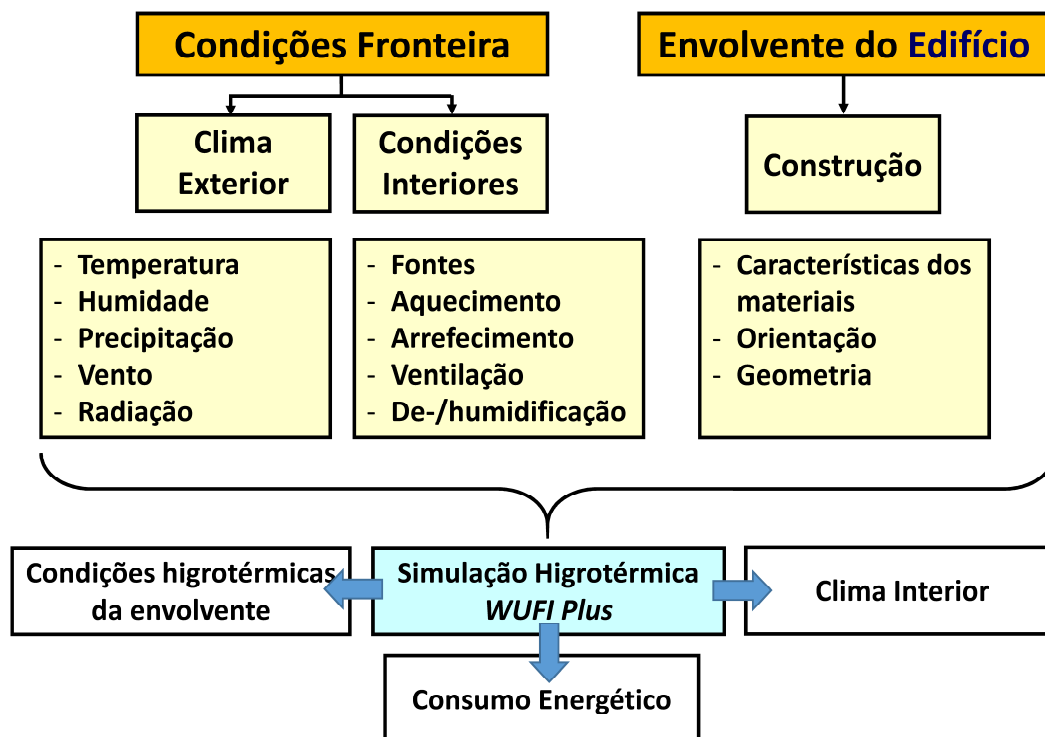 Condições Fronteira
Envolvente do Edifício
Clima
Exterior
Condições
Interiores
Construção
- Temperatura
- Humidade
- Precipitação
- Vento
- Radiação
- Fontes
- Aquecimento
- Arrefecimento
- Ventilação
- De-/humidificação
- Características dos
materiais
- Orientação
- Geometria
Condições higrotérmicas
da envolvente
Simulação Higrotérmica
WUFI Plus
Clima Interior
Consumo Energético